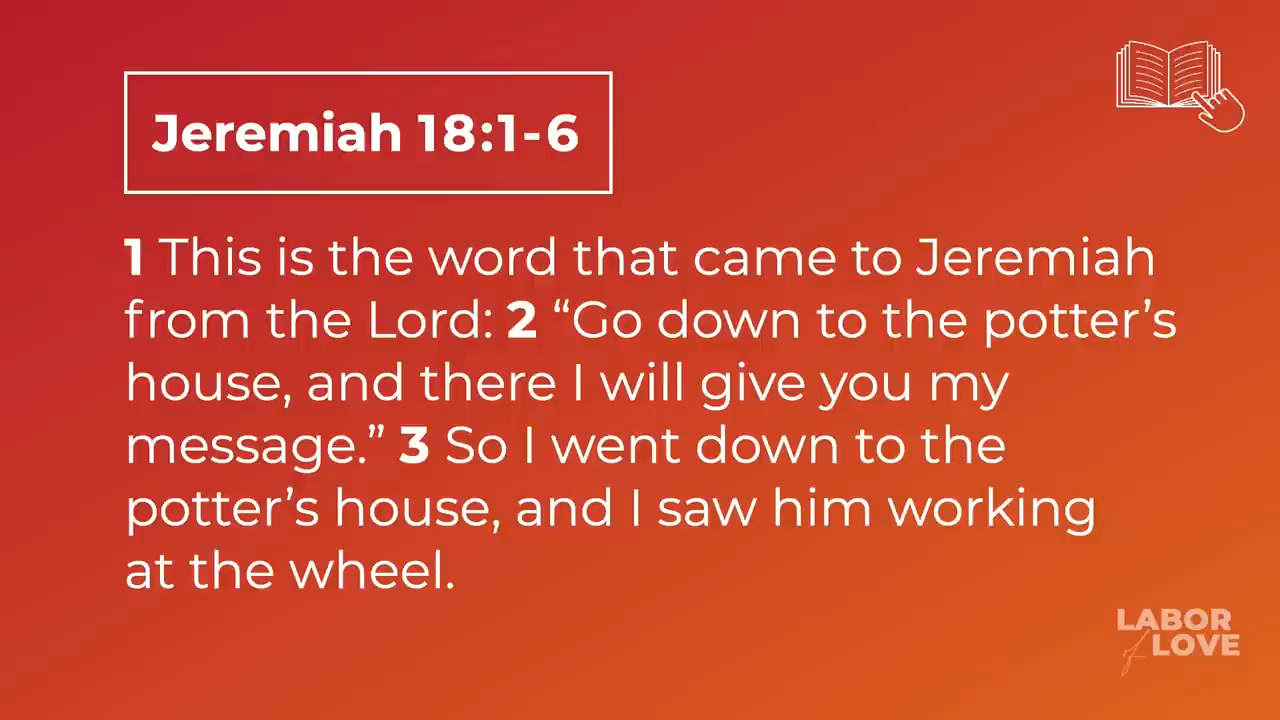 Jeremiah 18:1-6
1 This is the word that came to Jeremiah
from the Lord: 2 “Go down to the potter’s
house, and there I will give you my
message.” 3 So I went down to the
potter’s house, and I saw him working
at the wheel.
LABOR
of LOVE